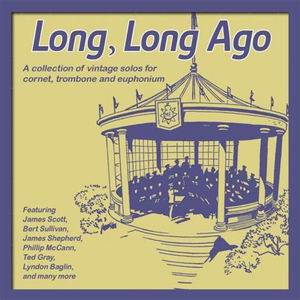 Long, Long Ago
A collection of vintage solos for
cornet, trombone and euphonium
Featuring
James Scott,
Bert Sullivan,
James Shepherd,
Phillip McCann,
Ted Gray,
Lyndon Baglin,
and many more